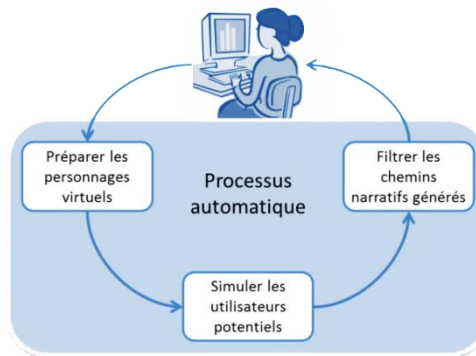 Préparer les
personnages
virtuels
Processus
automatique
Filtrer les
chemins
narratifs générés
Simuler les
utilisateurs
potentiels